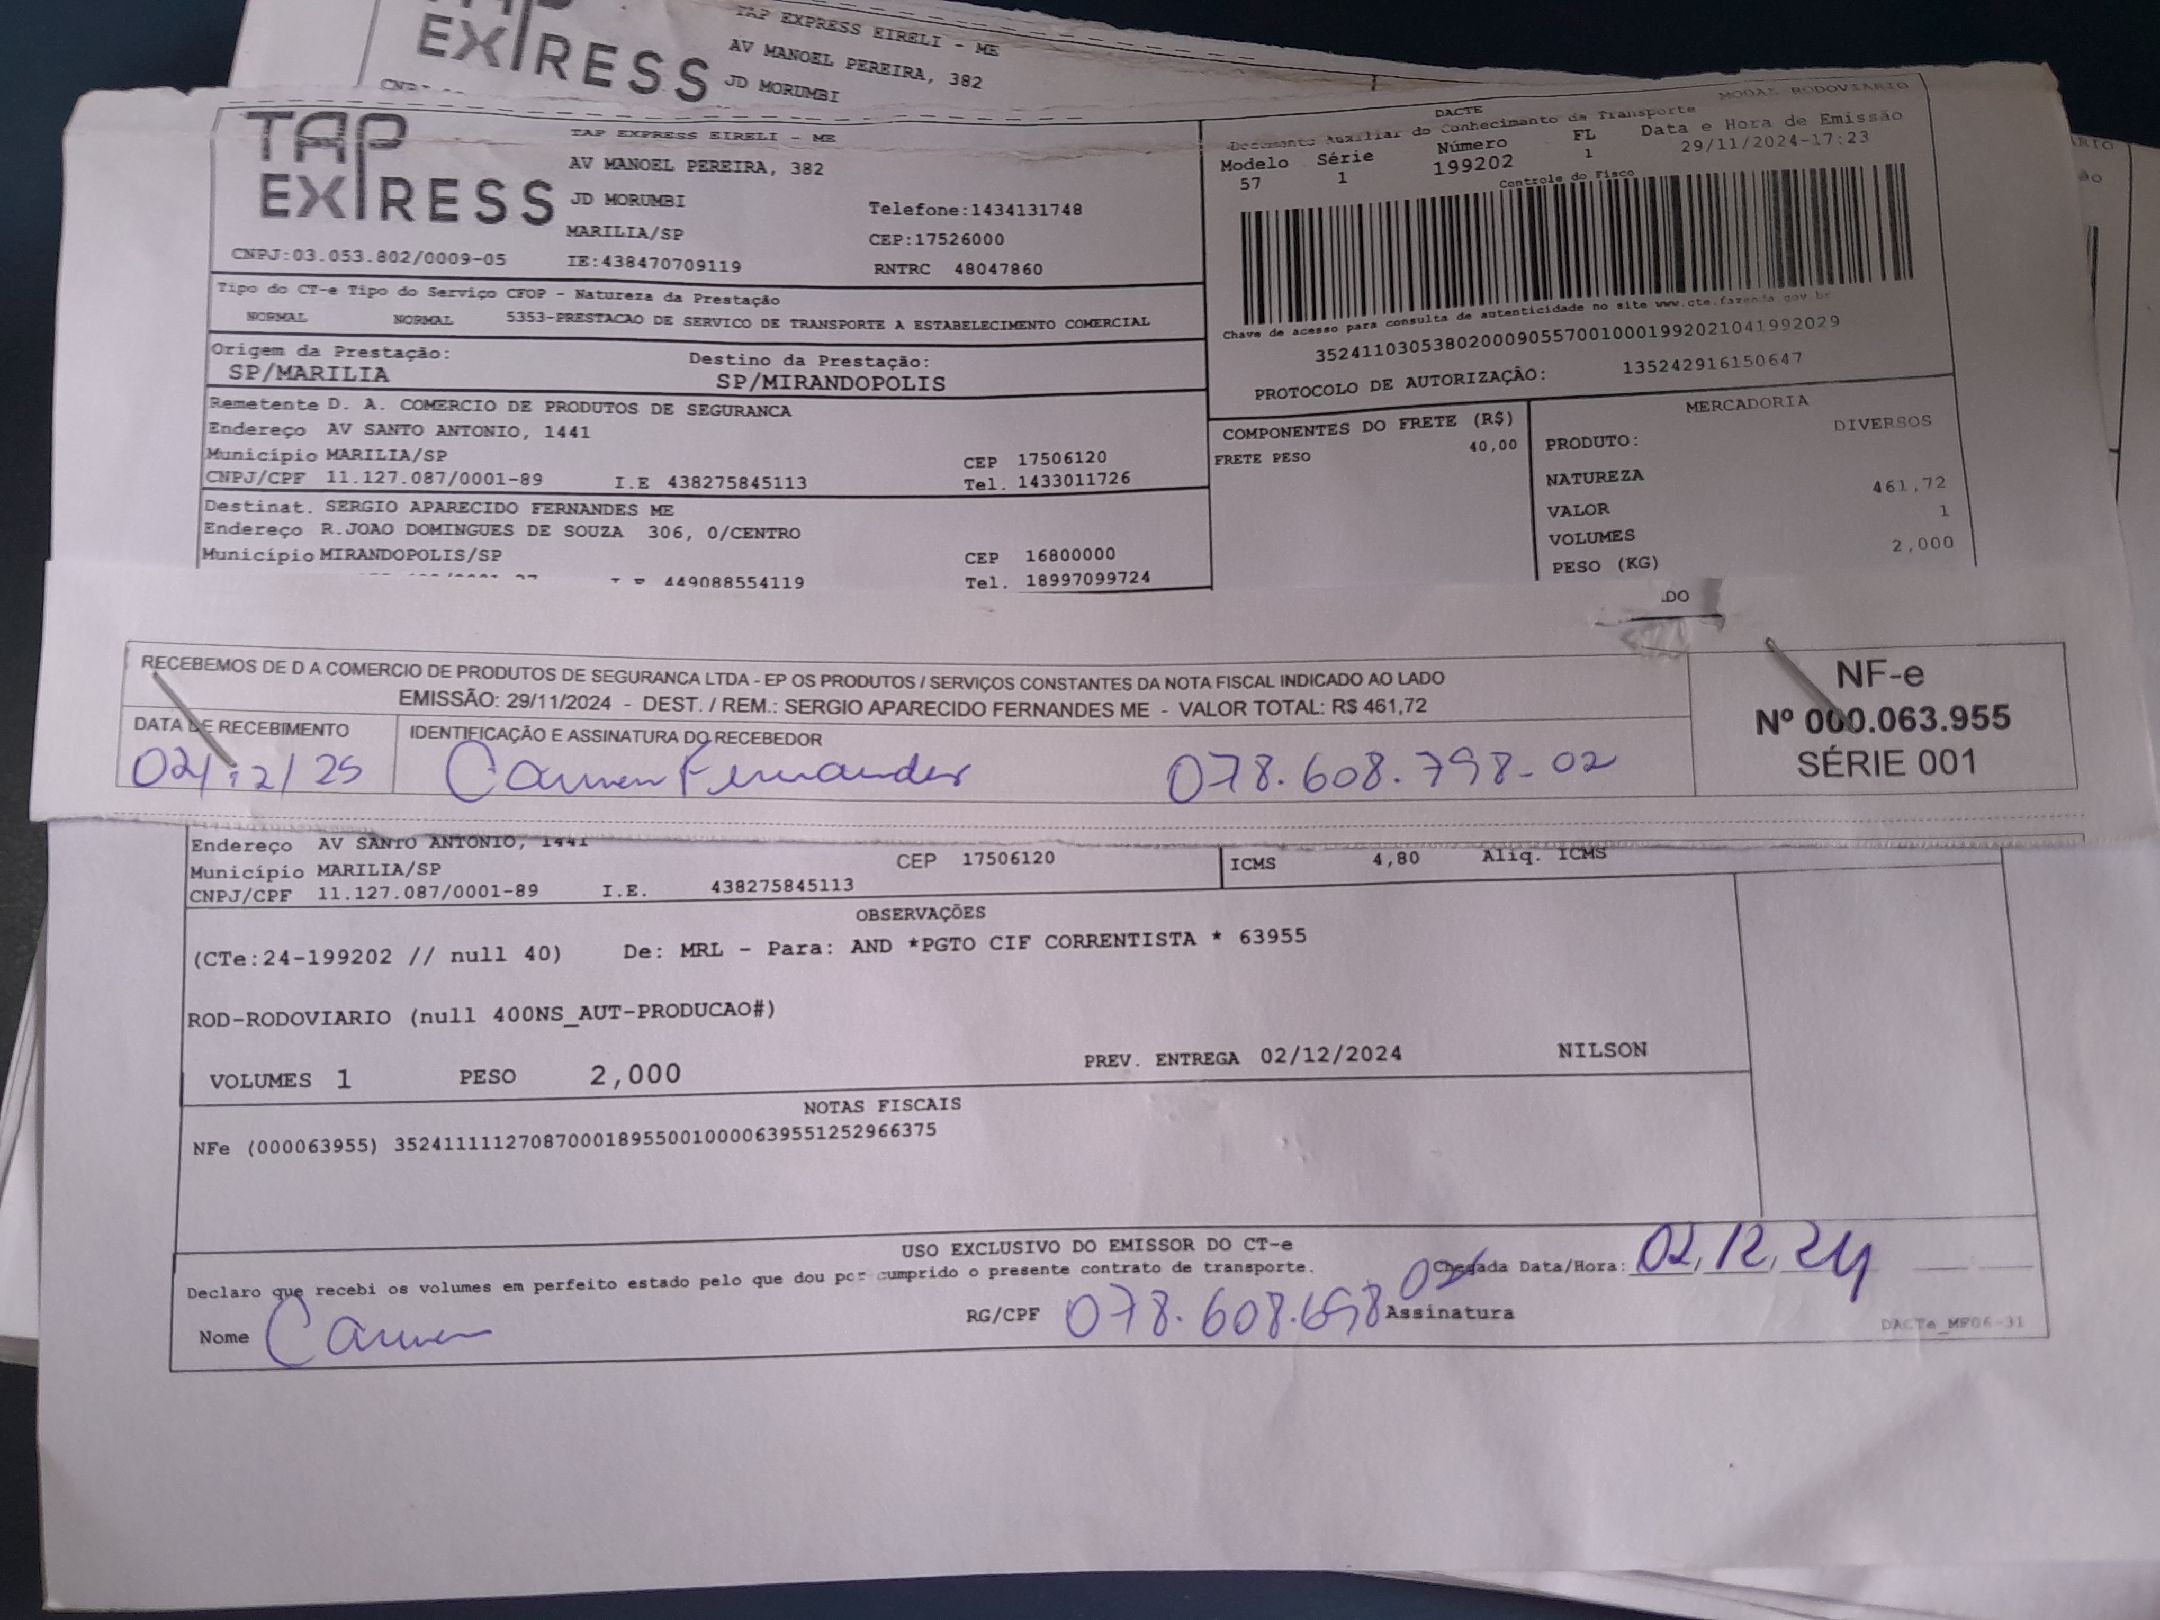 TAP EXPRESS EIRELI - ME
EXPRESS
AV MANOEL PEREIRA, 382
JD MORUMBI
TAP EXPRESS
TAP EXPRESS EIRELI - ME
AV MANOEL PEREIRA, 382
JD MORUMBI
Telefone:1434131748
MARILIA/SP
CEP:17526000
CNPJ:03.053.802/0009-05
IE:438470709119
RNTRC 48047860
DACTE
MODAL RODOVIARIO
Documento Auxiliar do Conhecimento de Transporte
Modelo Série Número FL Data e Hora de Emissão
57 1 199202 1 29/11/2024-17:23
Controle do Fisco
Chave de acesso para consulta de autenticidade no site www.cte.fazenda.gov.br
35241103053802000905570010001992021041992029
PROTOCOLO DE AUTORIZAÇÃO: 135242916150647
Tipo do CT-e Tipo do Serviço CFOP - Natureza da Prestação
NORMAL NORMAL 5353-PRESTACAO DE SERVICO DE TRANSPORTE A ESTABELECIMENTO COMERCIAL
Origem da Prestação: Destino da Prestação:
SP/MARILIA SP/MIRANDOPOLIS
Remetente D. A. COMERCIO DE PRODUTOS DE SEGURANCA
Endereço AV SANTO ANTONIO, 1441
Município MARILIA/SP CEP 17506120
CNPJ/CPF 11.127.087/0001-89 I.E 438275845113 Tel. 1433011726
Destinat. SERGIO APARECIDO FERNANDES ME
Endereço R.JOAO DOMINGUES DE SOUZA 306, 0/CENTRO
Município MIRANDOPOLIS/SP CEP 16800000
449088554119 Tel. 18997099724
COMPONENTES DO FRETE (R$)
FRETE PESO 40,00
MERCADORIA
PRODUTO: DIVERSOS
NATUREZA
VALOR 461,72
VOLUMES 1
PESO (KG) 2,000
DO
RECEBEMOS DE D A COMERCIO DE PRODUTOS DE SEGURANCA LTDA - EP OS PRODUTOS / SERVIÇOS CONSTANTES DA NOTA FISCAL INDICADO AO LADO
EMISSÃO: 29/11/2024 - DEST. / REM.: SERGIO APARECIDO FERNANDES ME - VALOR TOTAL: R$ 461,72
DATA DE RECEBIMENTO
02/12/25
IDENTIFICAÇÃO E ASSINATURA DO RECEBEDOR
Carmen Fernandes 078.608.798-02
NF-e
Nº 000.063.955
SÉRIE 001
Endereço AV SANTO ANTONIO, 1441
Município MARILIA/SP CEP 17506120
CNPJ/CPF 11.127.087/0001-89 I.E. 438275845113
ICMS 4,80 Aliq. ICMS
OBSERVAÇÕES
(CTe:24-199202 // null 40) De: MRL - Para: AND *PGTO CIF CORRENTISTA * 63955
ROD-RODOVIARIO (null 400NS_AUT-PRODUCAO#)
VOLUMES 1 PESO 2,000 PREV. ENTREGA 02/12/2024 NILSON
NOTAS FISCAIS
NFe (000063955) 35241111127087000189550010000639551252966375
USO EXCLUSIVO DO EMISSOR DO CT-e
Declaro que recebi os volumes em perfeito estado pelo que dou por cumprido o presente contrato de transporte.
Chegada Data/Hora: 02,12,24
Nome Carmen RG/CPF 078.608.698 02 Assinatura
DACTe_MF06-31